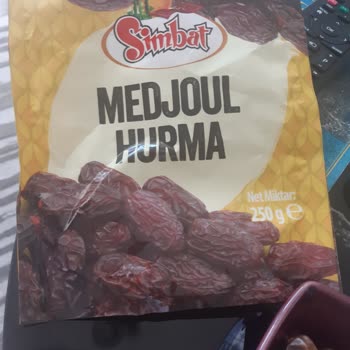 Simbat
MEDJOUL
HURMA
Net Miktar:
250 g ℮